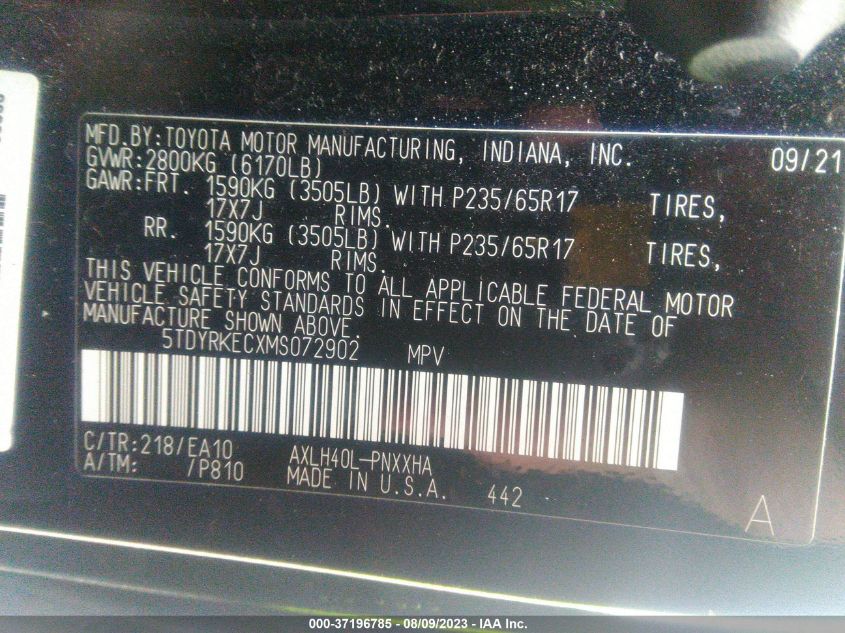 MFD.BY:TOYOTA MOTOR MANUFACTURING, INDIANA, INC. 09/21
GVWR:2800KG (6170LB)
GAWR:FRT. 1590KG (3505LB) WITH P235/65R17 TIRES,
17X7J RIMS.
RR. 1590KG (3505LB) WITH P235/65R17 TIRES,
17X7J RIMS.
THIS VEHICLE CONFORMS TO ALL APPLICABLE FEDERAL MOTOR
VEHICLE SAFETY STANDARDS IN EFFECT ON THE DATE OF
MANUFACTURE SHOWN ABOVE.
5TDYRKECXMS072902 MPV
C/TR:218/EA10 AXLH40L-PNXXHA
A/TM: /P810 MADE IN U.S.A. 442
A
000-37196785 - 08/09/2023 - IAA Inc.